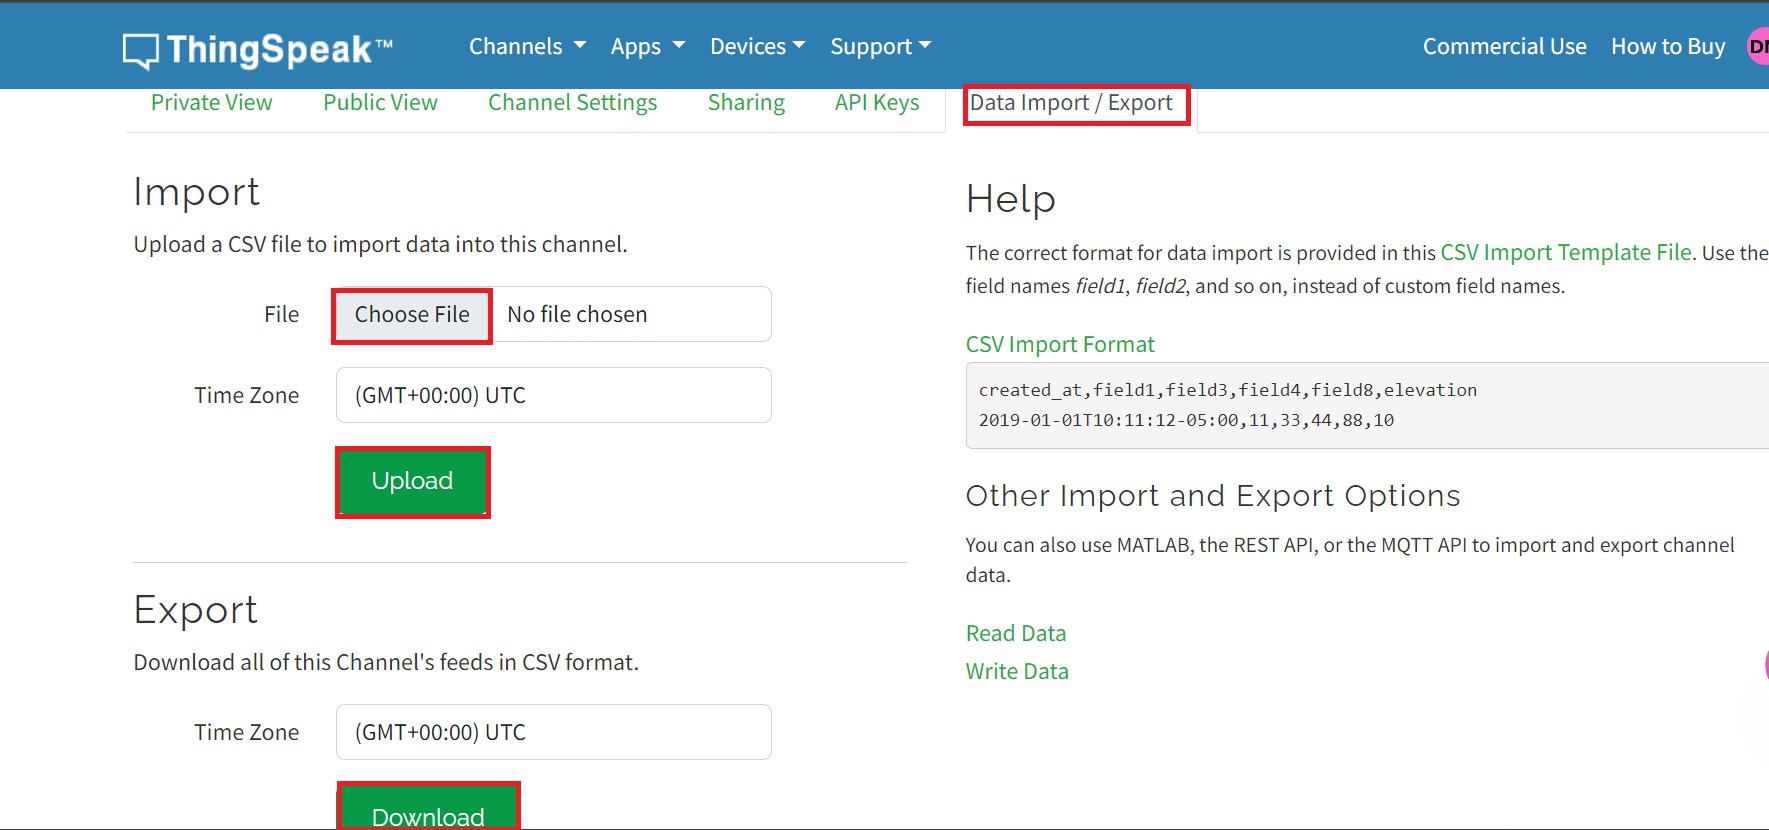 ThingSpeak™ Channels Apps Devices Support Commercial Use How to Buy
Private View Public View Channel Settings Sharing API Keys Data Import / Export
Import
Upload a CSV file to import data into this channel.
File Choose File No file chosen
Time Zone (GMT+00:00) UTC
Upload
Export
Download all of this Channel's feeds in CSV format.
Time Zone (GMT+00:00) UTC
Download
Help
The correct format for data import is provided in this CSV Import Template File. Use the
field names field1, field2, and so on, instead of custom field names.
CSV Import Format
created_at,field1,field3,field4,field8,elevation
2019-01-01T10:11:12-05:00,11,33,44,88,10
Other Import and Export Options
You can also use MATLAB, the REST API, or the MQTT API to import and export channel
data.
Read Data
Write Data